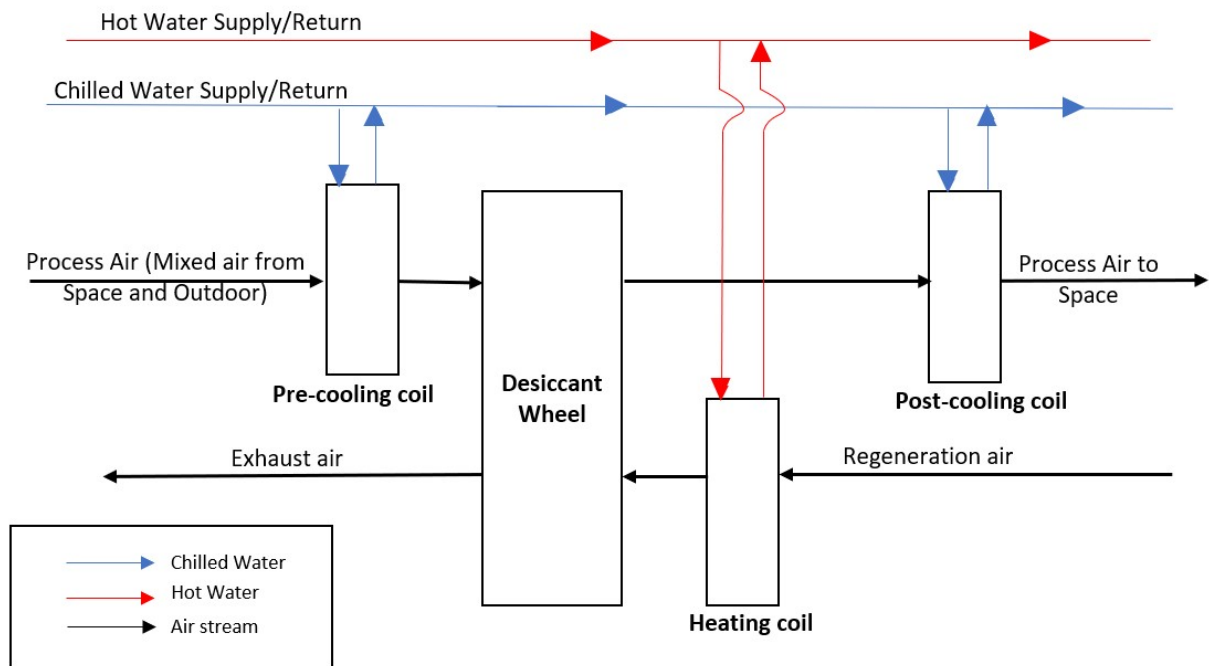 Hot Water Supply/Return
Chilled Water Supply/Return
Process Air (Mixed air from
Space and Outdoor)
Pre-cooling coil
Desiccant
Wheel
Process Air to
Space
Post-cooling coil
Exhaust air
Regeneration air
Heating coil
Chilled Water
Hot Water
Air stream